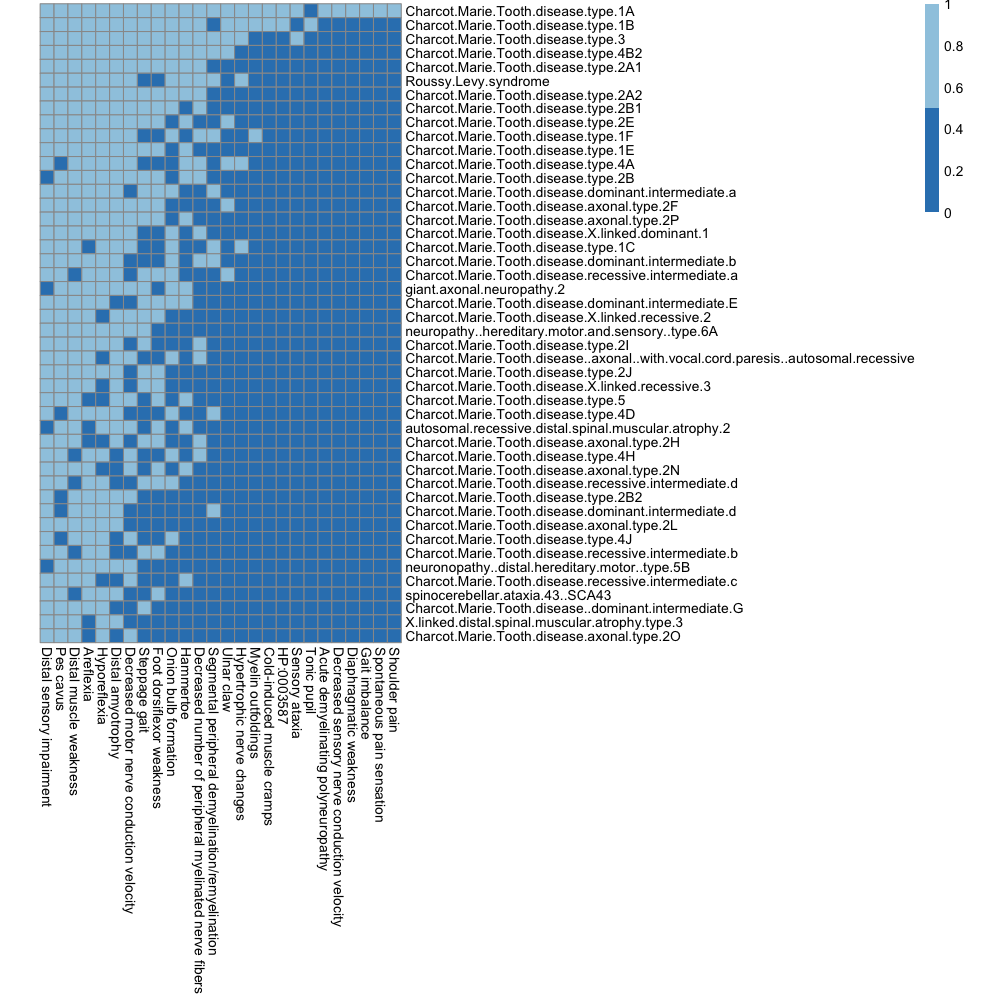 Charcot.Marie.Tooth.disease.type.1A
Charcot.Marie.Tooth.disease.type.1B
Charcot.Marie.Tooth.disease.type.3
Charcot.Marie.Tooth.disease.type.4B2
Charcot.Marie.Tooth.disease.type.2A1
Roussy.Levy.syndrome
Charcot.Marie.Tooth.disease.type.2A2
Charcot.Marie.Tooth.disease.type.2B1
Charcot.Marie.Tooth.disease.type.2E
Charcot.Marie.Tooth.disease.type.1F
Charcot.Marie.Tooth.disease.type.1E
Charcot.Marie.Tooth.disease.type.4A
Charcot.Marie.Tooth.disease.type.2B
Charcot.Marie.Tooth.disease.dominant.intermediate.a
Charcot.Marie.Tooth.disease.axonal.type.2F
Charcot.Marie.Tooth.disease.axonal.type.2P
Charcot.Marie.Tooth.disease.X.linked.dominant.1
Charcot.Marie.Tooth.disease.type.1C
Charcot.Marie.Tooth.disease.dominant.intermediate.b
Charcot.Marie.Tooth.disease.recessive.intermediate.a
giant.axonal.neuropathy.2
Charcot.Marie.Tooth.disease.dominant.intermediate.E
Charcot.Marie.Tooth.disease.X.linked.recessive.2
neuropathy..hereditary.motor.and.sensory..type.6A
Charcot.Marie.Tooth.disease.type.2I
Charcot.Marie.Tooth.disease..axonal..with.vocal.cord.paresis..autosomal.recessive
Charcot.Marie.Tooth.disease.type.2J
Charcot.Marie.Tooth.disease.X.linked.recessive.3
Charcot.Marie.Tooth.disease.type.5
Charcot.Marie.Tooth.disease.type.4D
autosomal.recessive.distal.spinal.muscular.atrophy.2
Charcot.Marie.Tooth.disease.axonal.type.2H
Charcot.Marie.Tooth.disease.type.4H
Charcot.Marie.Tooth.disease.axonal.type.2N
Charcot.Marie.Tooth.disease.recessive.intermediate.d
Charcot.Marie.Tooth.disease.type.2B2
Charcot.Marie.Tooth.disease.dominant.intermediate.d
Charcot.Marie.Tooth.disease.axonal.type.2L
Charcot.Marie.Tooth.disease.type.4J
Charcot.Marie.Tooth.disease.recessive.intermediate.b
neuronopathy..distal.hereditary.motor..type.5B
Charcot.Marie.Tooth.disease.recessive.intermediate.c
spinocerebellar.ataxia.43..SCA43
Charcot.Marie.Tooth.disease..dominant.intermediate.G
X.linked.distal.spinal.muscular.atrophy.type.3
Charcot.Marie.Tooth.disease.axonal.type.2O
Distal sensory impairment
Pes cavus
Distal muscle weakness
Areflexia
Hyporeflexia
Distal amyotrophy
Decreased motor nerve conduction velocity
Steppage gait
Foot dorsiflexor weakness
Onion bulb formation
Hammertoe
Decreased number of peripheral myelinated nerve fibers
Segmental peripheral demyelination/remyelination
Ulnar claw
Hypertrophic nerve changes
Myelin outfoldings
Cold-induced muscle cramps
HP:0003587
Sensory ataxia
Tonic pupil
Acute demyelinating polyneuropathy
Decreased sensory nerve conduction velocity
Diaphragmatic weakness
Gait imbalance
Spontaneous pain sensation
Shoulder pain
1
0.8
0.6
0.4
0.2
0